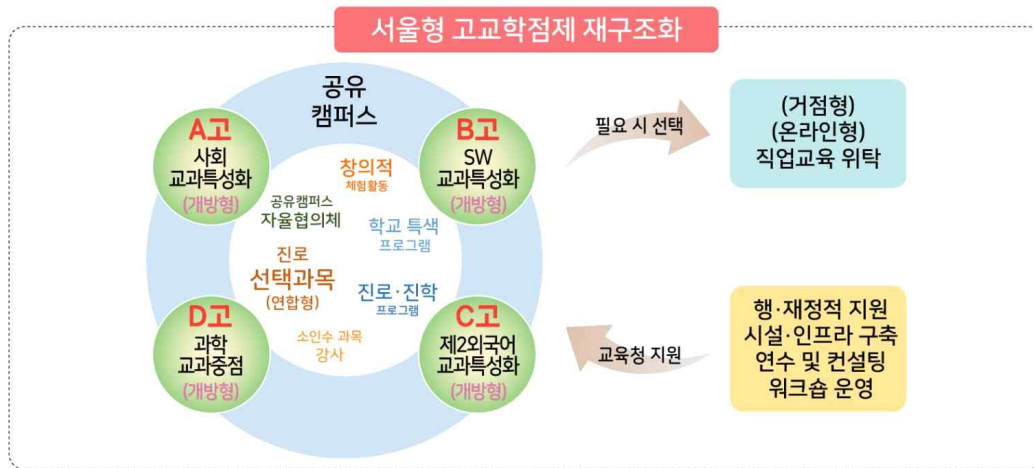 서울형 고교학점제 재구조화
공유
캠퍼스
A고
사회
교과특성화
(개방형)
B고
SW
교과특성화
(개방형)
창의적
체험활동
공유캠퍼스
자율협의체
학교 특색
프로그램
진로
선택과목
(연합형)
진로·진학
프로그램
소인수 과목
강사
D고
과학
교과중점
(개방형)
C고
제2외국어
교과특성화
(개방형)
필요 시 선택
(거점형)
(온라인형)
직업교육 위탁
교육청 지원
행·재정적 지원
시설·인프라 구축
연수 및 컨설팅
워크숍 운영